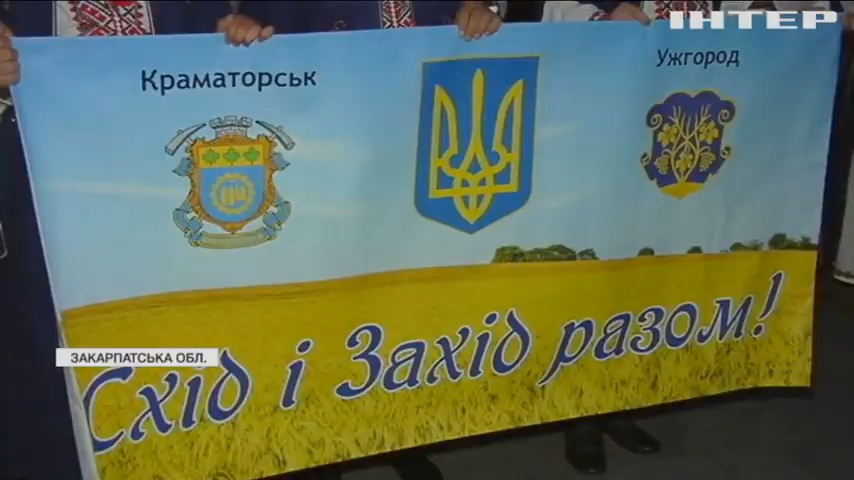 ІНТЕР
Краматорськ
Ужгород
ЗАКАРПАТСЬКА ОБЛ.
Схід і Захід разом!